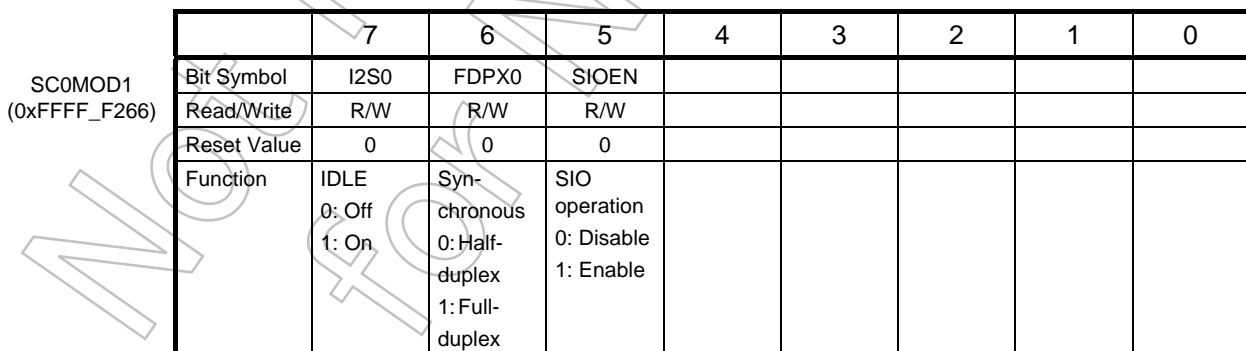 7 6 5 4 3 2 1 0
SC0MOD1
(0xFFFF_F266)
Bit Symbol I2S0 FDPX0 SIOEN
Read/Write R/W R/W R/W
Reset Value 0 0 0
Function IDLE Syn- SIO
0: Off chronous operation
1: On 0: Half- 0: Disable
duplex 1: Enable
1: Full-
duplex
Not
for N